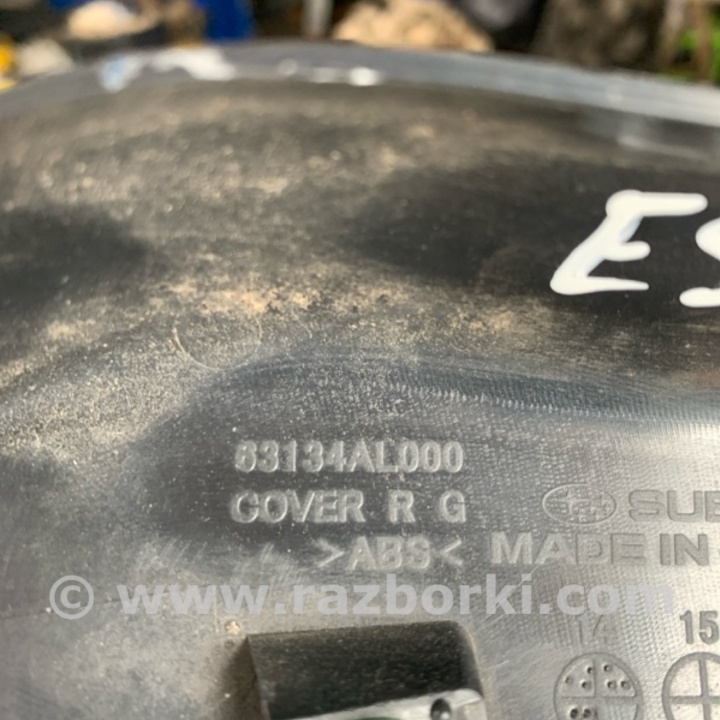 ES
63134AL000
COVER R G
SUB
>ABS< MADE IN
© www.razborki.com
14 15